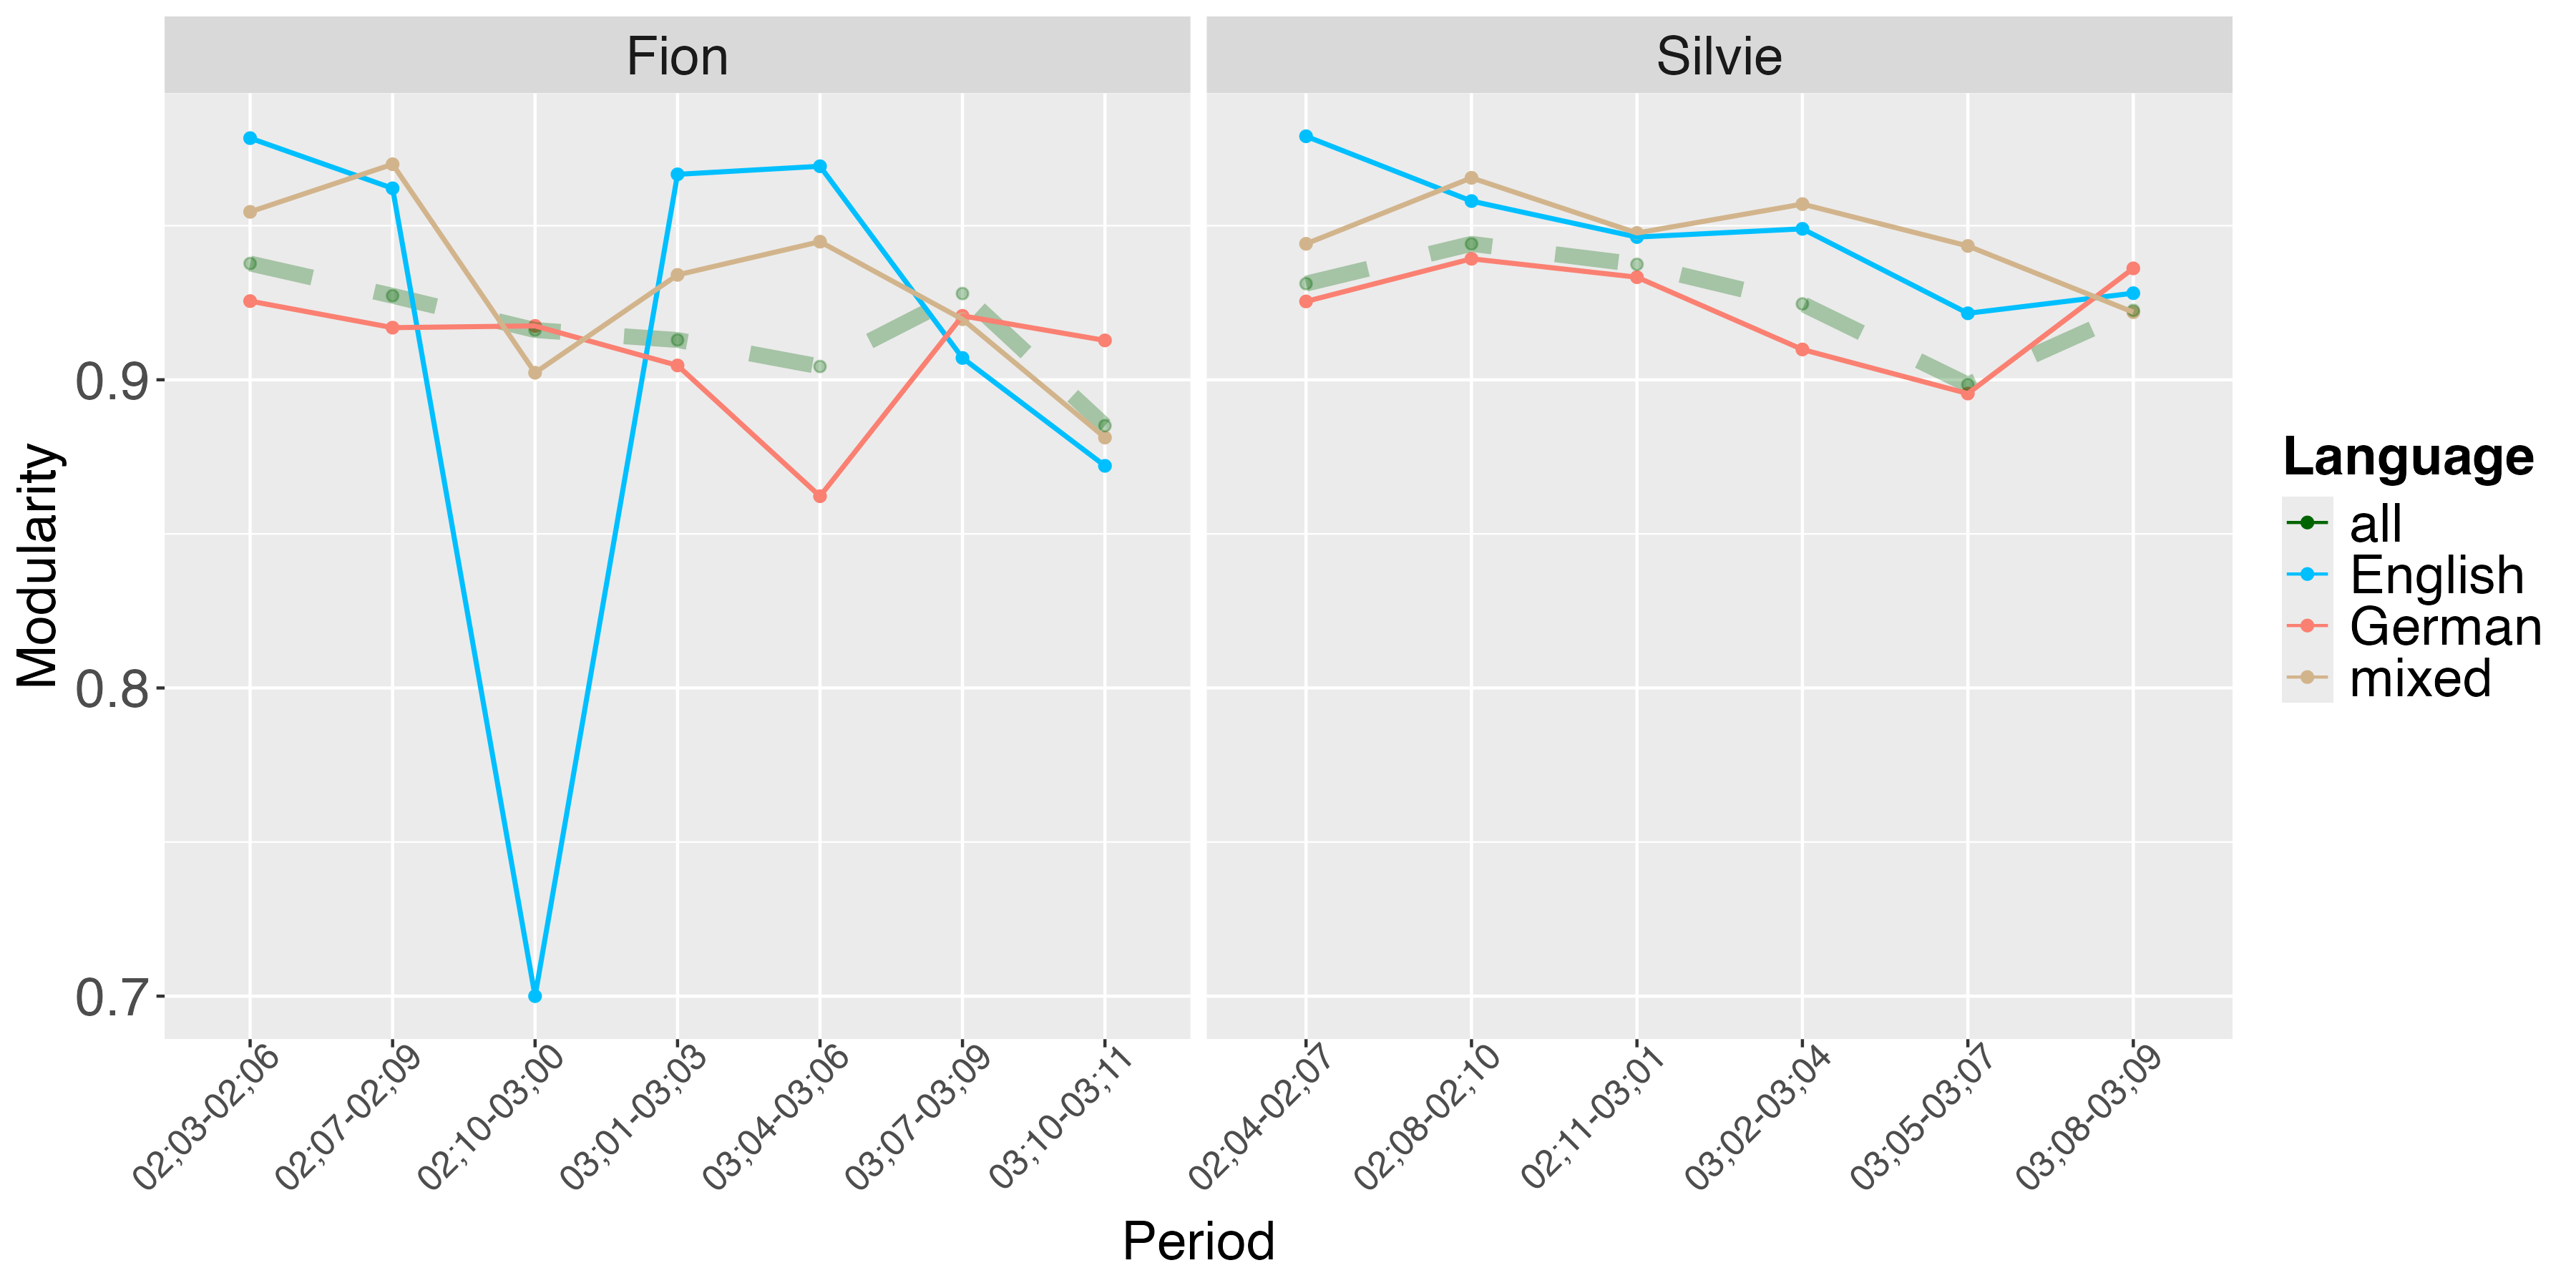 Fion
Silvie
Modularity
0.9
0.8
0.7
02;03-02;06
02;07-02;09
02;10-03;00
03;01-03;03
03;04-03;06
03;07-03;09
03;10-03;11
02;04-02;07
02;08-02;10
02;11-03;01
03;02-03;04
03;05-03;07
03;08-03;09
Period
Language
all
English
German
mixed